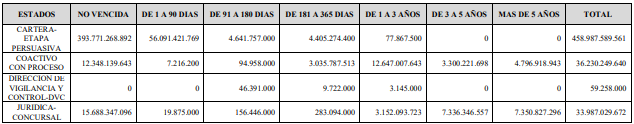 ESTADOS NO VENCIDA DE 1 A 90 DIAS DE 91 A 180 DIAS DE 181 A 365 DIAS DE 1 A 3 AÑOS DE 3 A 5 AÑOS MAS DE 5 AÑOS TOTAL
CARTERA-
ETAPA 393.771.268.892 56.091.421.769 4.641.757.000 4.405.274.400 77.867.500 0 0 458.987.589.561
PERSUASIVA
COACTIVO 12.348.139.643 7.216.200 94.958.000 3.035.787.513 12.647.007.643 3.300.221.698 4.796.918.943 36.230.249.640
CON PROCESO
DIRECCION DE
VIGILANCIA Y 0 0 46.391.000 9.722.000 3.145.000 0 0 59.258.000
CONTROL-DVC
JURIDICA- 15.688.347.096 19.875.000 156.446.000 283.094.000 3.152.093.723 7.336.346.557 7.350.827.296 33.987.029.672
CONCURSAL